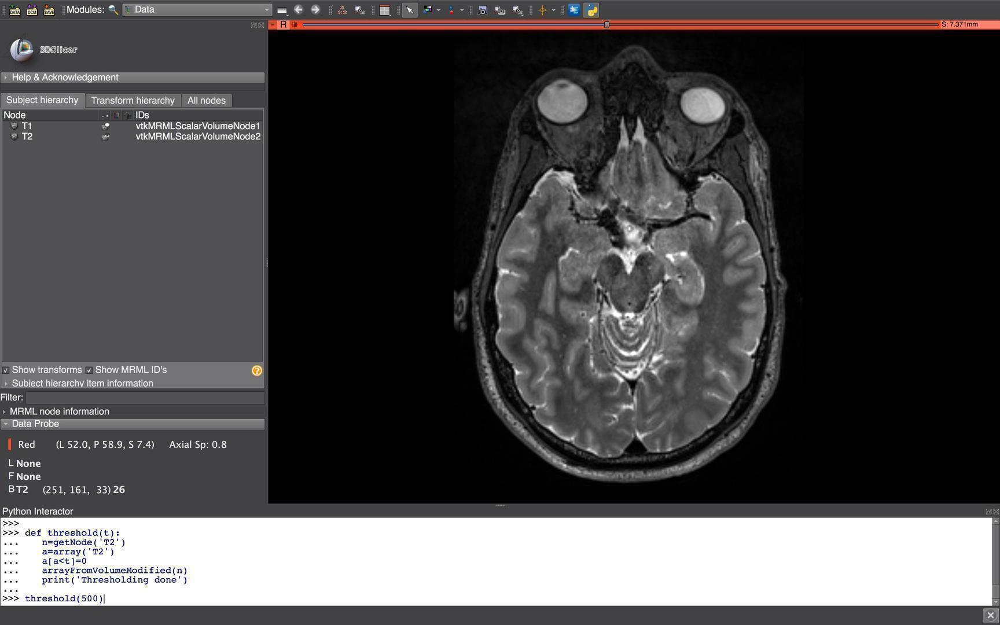 DATA
DCM
SAVE
Modules:
Data
R
S: 7.371mm
3DSlicer
Help & Acknowledgement
Subject hierarchy
Transform hierarchy
All nodes
Node
IDs
T1
vtkMRMLScalarVolumeNode1
T2
vtkMRMLScalarVolumeNode2
Show transforms
Show MRML ID's
?
Subject hierarchy item information
Filter:
MRML node information
Data Probe
Red (L 52.0, P 58.9, S 7.4) Axial Sp: 0.8
L None
F None
B T2 (251, 161, 33) 26
Python Interactor
>>>
>>> def threshold(t):
... n=getNode('T2')
... a=array('T2')
... a[a<t]=0
... arrayFromVolumeModified(n)
... print('Thresholding done')
...
>>> threshold(500)